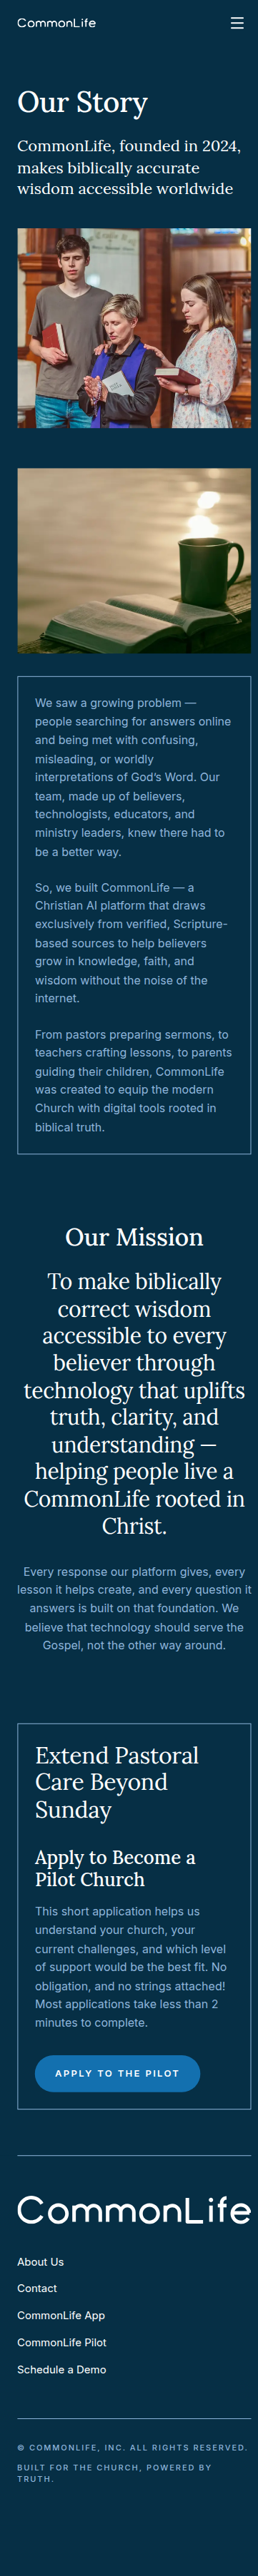 CommonLife
Our Story
CommonLife, founded in 2024,
makes biblically accurate
wisdom accessible worldwide
We saw a growing problem —
people searching for answers online
and being met with confusing,
misleading, or worldly
interpretations of God’s Word. Our
team, made up of believers,
technologists, educators, and
ministry leaders, knew there had to
be a better way.
So, we built CommonLife — a
Christian AI platform that draws
exclusively from verified, Scripture-
based sources to help believers
grow in knowledge, faith, and
wisdom without the noise of the
internet.
From pastors preparing sermons, to
teachers crafting lessons, to parents
guiding their children, CommonLife
was created to equip the modern
Church with digital tools rooted in
biblical truth.
Our Mission
To make biblically
correct wisdom
accessible to every
believer through
technology that uplifts
truth, clarity, and
understanding —
helping people live a
CommonLife rooted in
Christ.
Every response our platform gives, every
lesson it helps create, and every question it
answers is built on that foundation. We
believe that technology should serve the
Gospel, not the other way around.
Extend Pastoral
Care Beyond
Sunday
Apply to Become a
Pilot Church
This short application helps us
understand your church, your
current challenges, and which level
of support would be the best fit. No
obligation, and no strings attached!
Most applications take less than 2
minutes to complete.
APPLY TO THE PILOT
CommonLife
About Us
Contact
CommonLife App
CommonLife Pilot
Schedule a Demo
© COMMONLIFE, INC. ALL RIGHTS RESERVED.
BUILT FOR THE CHURCH, POWERED BY
TRUTH.